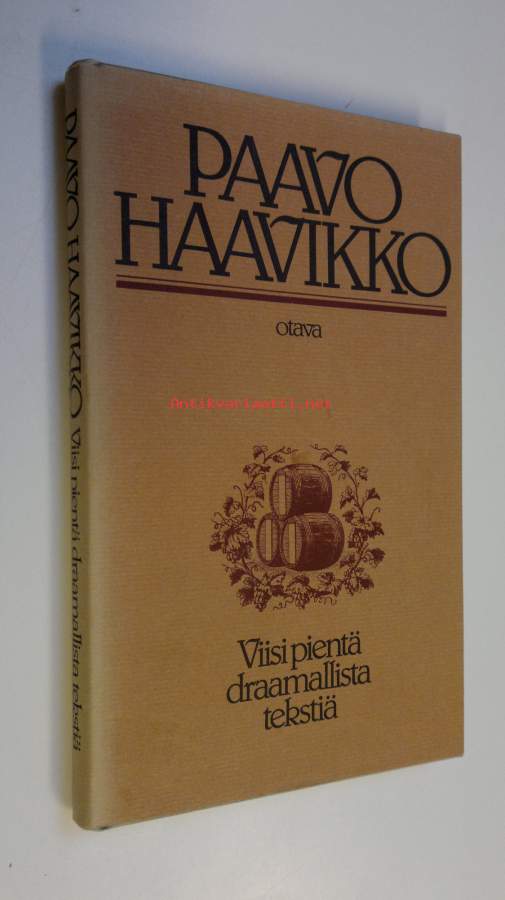 PAAVO
HAAVIKKO
otava
Antikvariaatti.net
Viisi pientä
draamallista
tekstiä
PAAVO HAAVIKKO Viisi pientä draamallista tekstiä